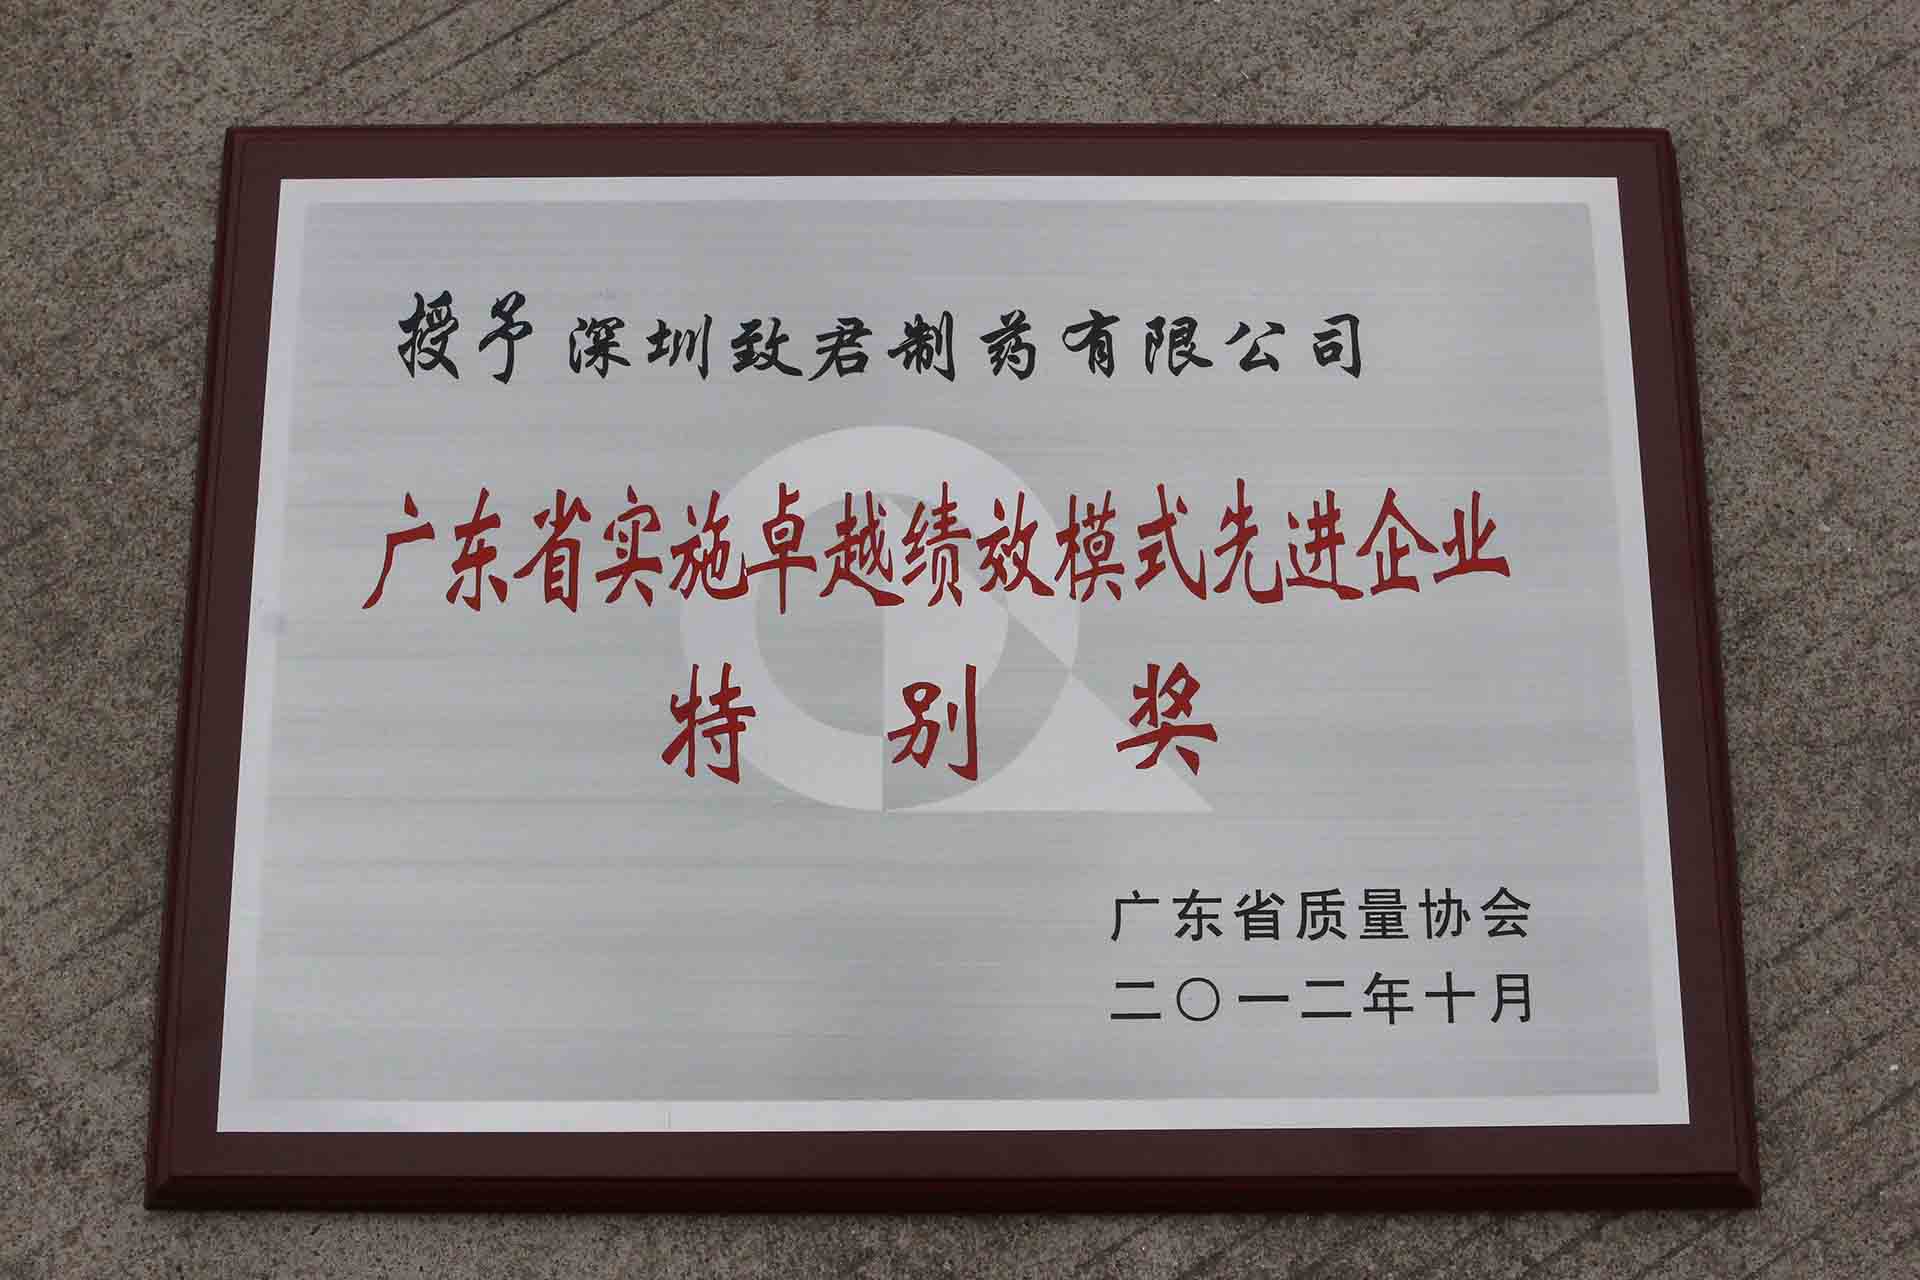 授予 深圳致君制药有限公司
广东省实施卓越绩效模式先进企业
特别奖
广东省质量协会
二〇一二年十月